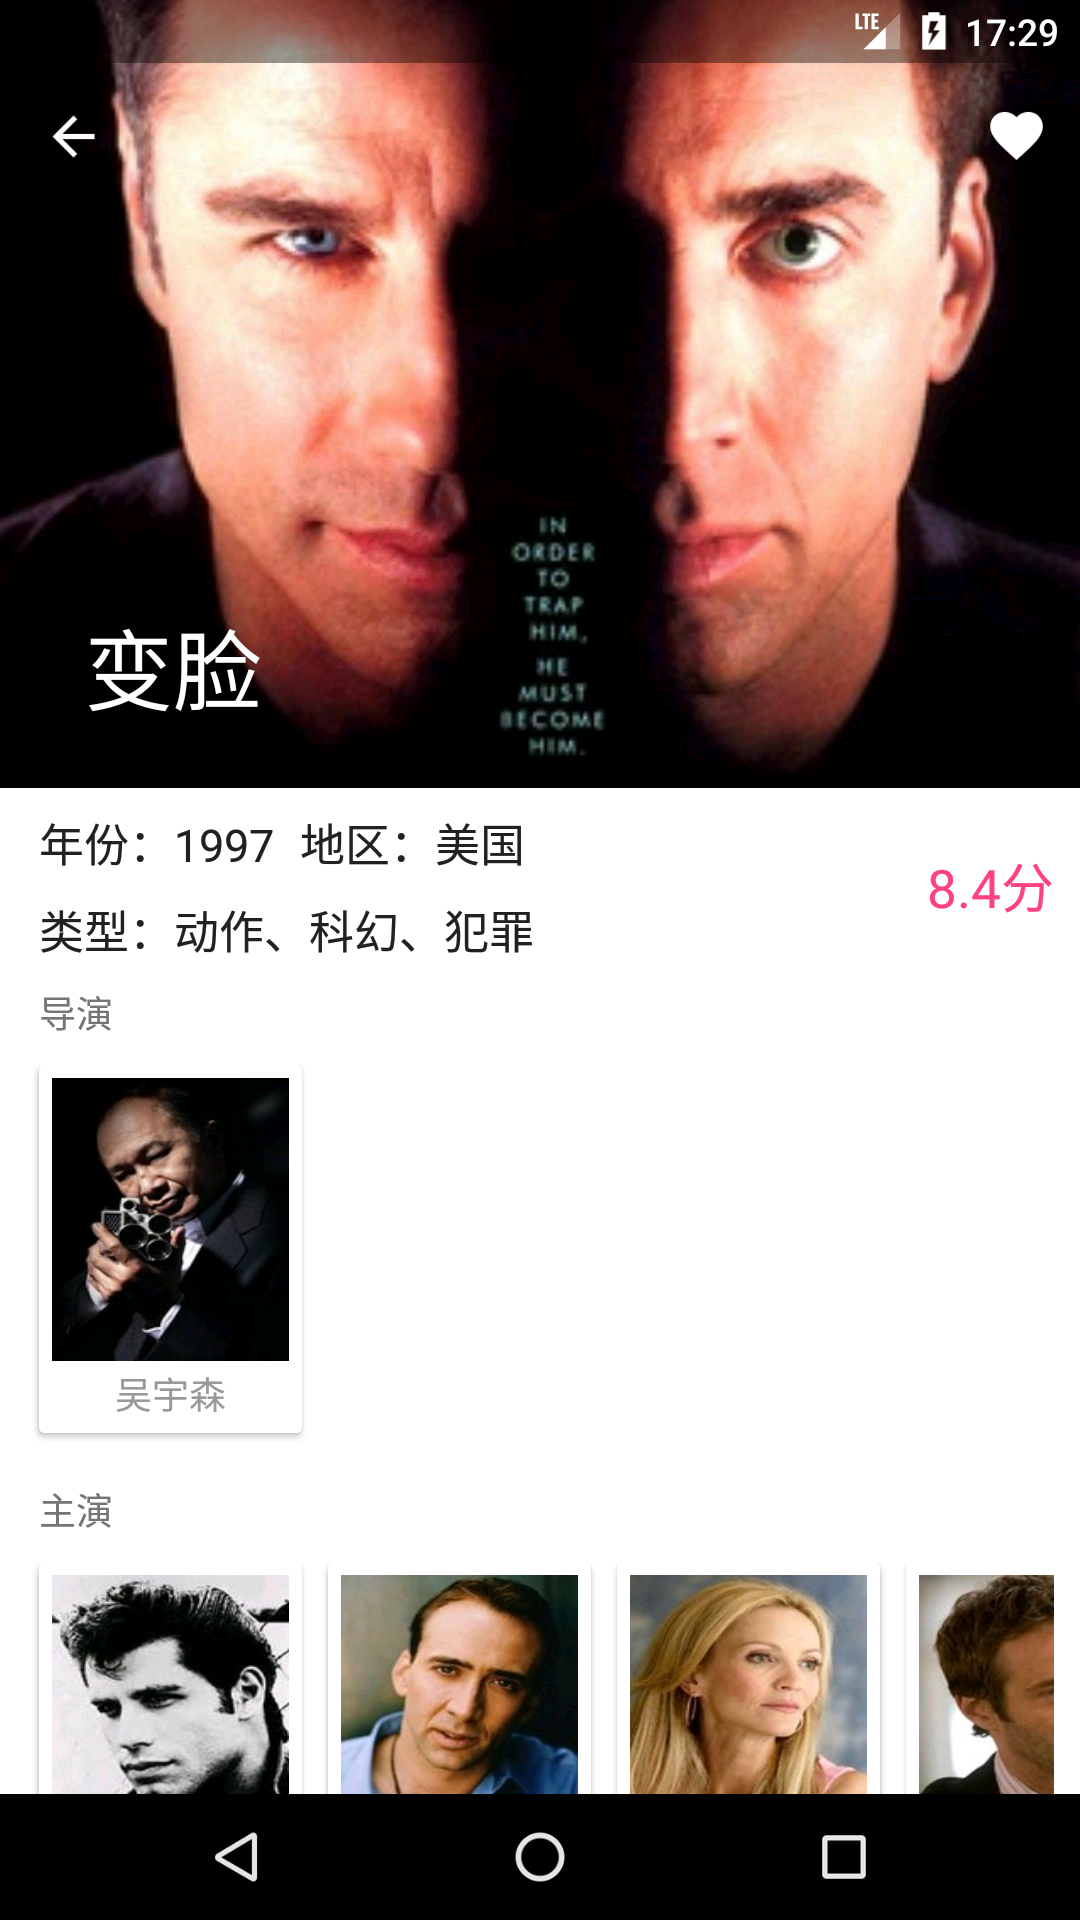 LTE 17:29
IN
ORDER
TO
TRAP
HIM,
HE
MUST
BECOME
HIM.
变脸
年份：1997 地区：美国
8.4分
类型：动作、科幻、犯罪
导演
吴宇森
主演